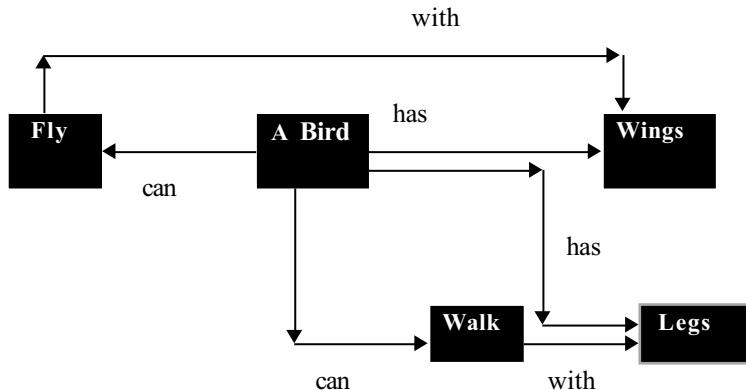 with
Fly
A Bird
has
Wings
can
has
Walk
Legs
can
with